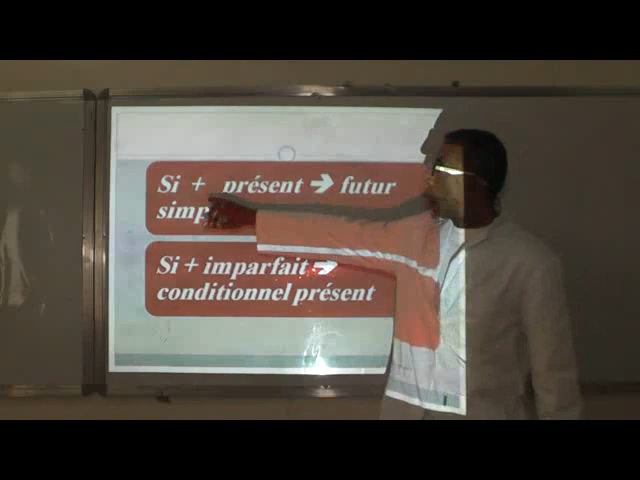 Si + présent → futur
simp
Si + imparfait →
conditionnel présent